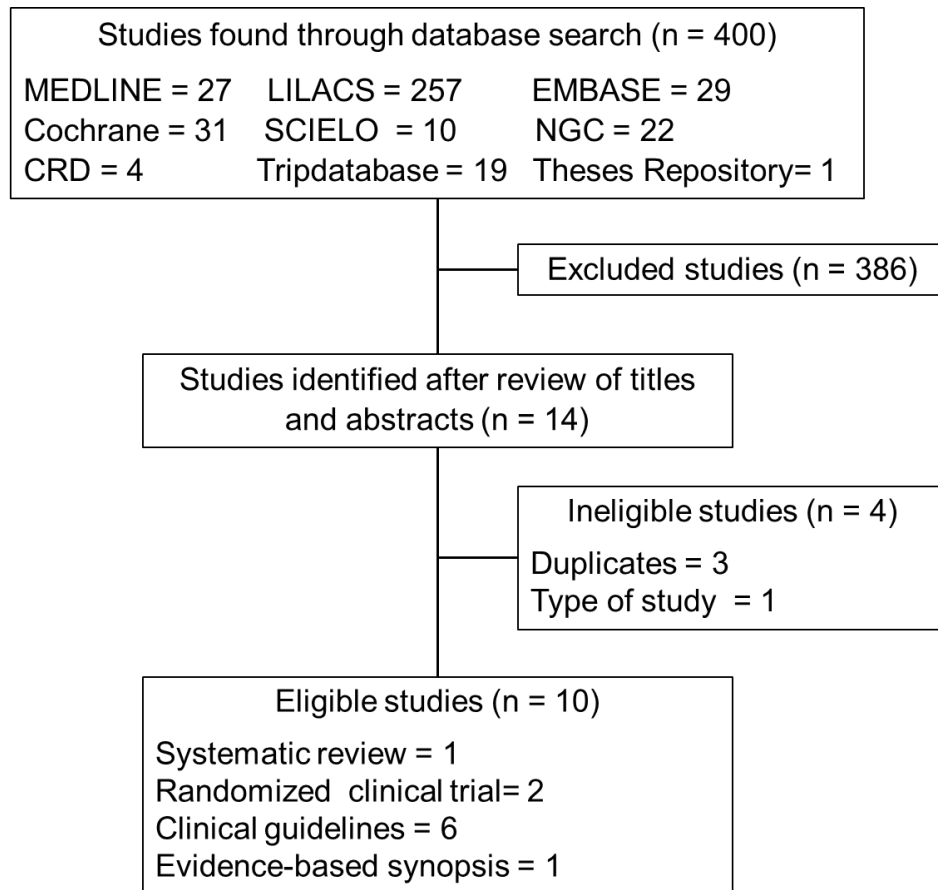 Studies found through database search (n = 400)
MEDLINE = 27 LILACS = 257 EMBASE = 29
Cochrane = 31 SCIELO = 10 NGC = 22
CRD = 4 Tripdatabase = 19 Theses Repository= 1
Excluded studies (n = 386)
Studies identified after review of titles
and abstracts (n = 14)
Ineligible studies (n = 4)
Duplicates = 3
Type of study = 1
Eligible studies (n = 10)
Systematic review = 1
Randomized clinical trial= 2
Clinical guidelines = 6
Evidence-based synopsis = 1